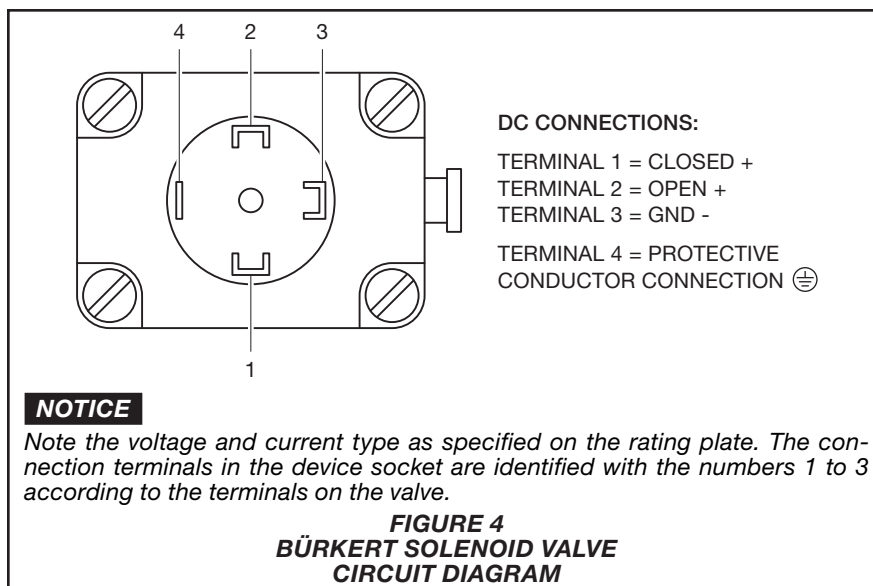 4 2 3
1
DC CONNECTIONS:
TERMINAL 1 = CLOSED +
TERMINAL 2 = OPEN +
TERMINAL 3 = GND -
TERMINAL 4 = PROTECTIVE
CONDUCTOR CONNECTION
NOTICE
Note the voltage and current type as specified on the rating plate. The con-
nection terminals in the device socket are identified with the numbers 1 to 3
according to the terminals on the valve.
FIGURE 4
BÜRKERT SOLENOID VALVE
CIRCUIT DIAGRAM